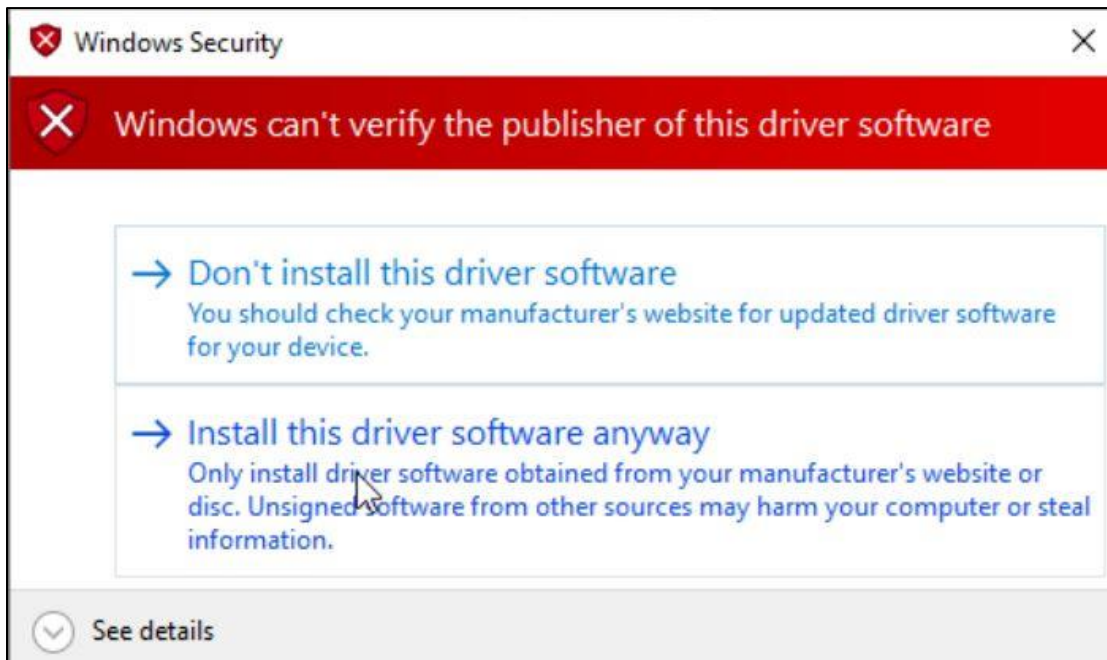 Windows Security
Windows can't verify the publisher of this driver software
Don't install this driver software
You should check your manufacturer's website for updated driver software
for your device.
Install this driver software anyway
Only install driver software obtained from your manufacturer's website or
disc. Unsigned software from other sources may harm your computer or steal
information.
See details